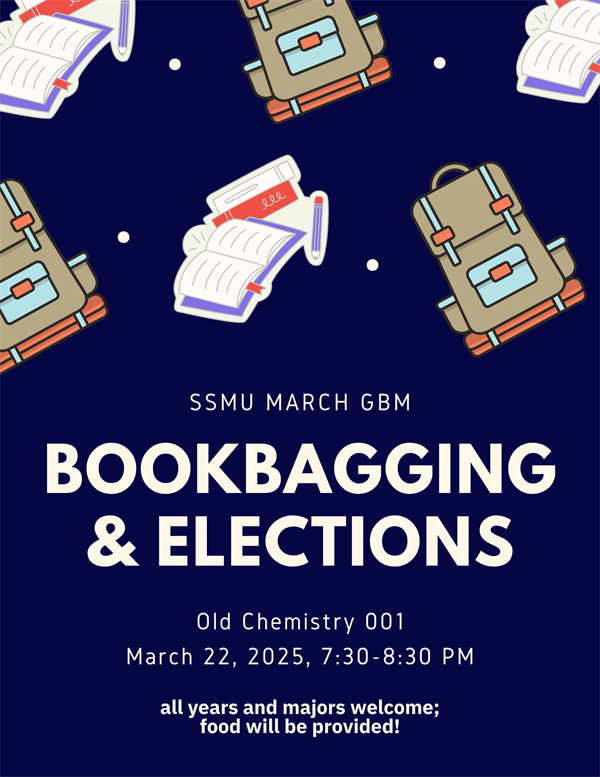 SSMU MARCH GBM
BOOKBAGGING
& ELECTIONS
Old Chemistry 001
March 22, 2025, 7:30-8:30 PM
all years and majors welcome;
food will be provided!